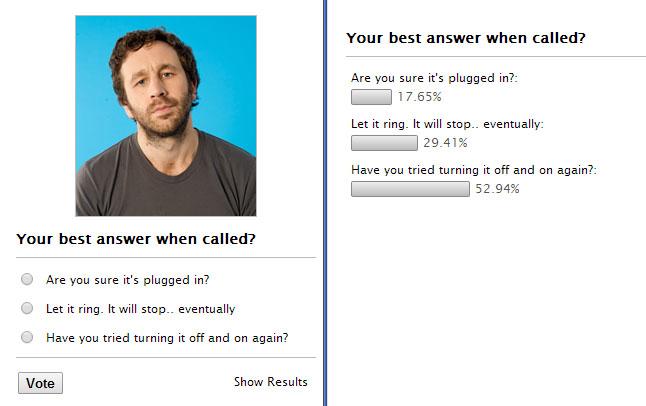 Your best answer when called?
Are you sure it's plugged in?
Let it ring. It will stop.. eventually
Have you tried turning it off and on again?
Vote
Show Results
Your best answer when called?
Are you sure it's plugged in?:
17.65%
Let it ring. It will stop.. eventually:
29.41%
Have you tried turning it off and on again?:
52.94%